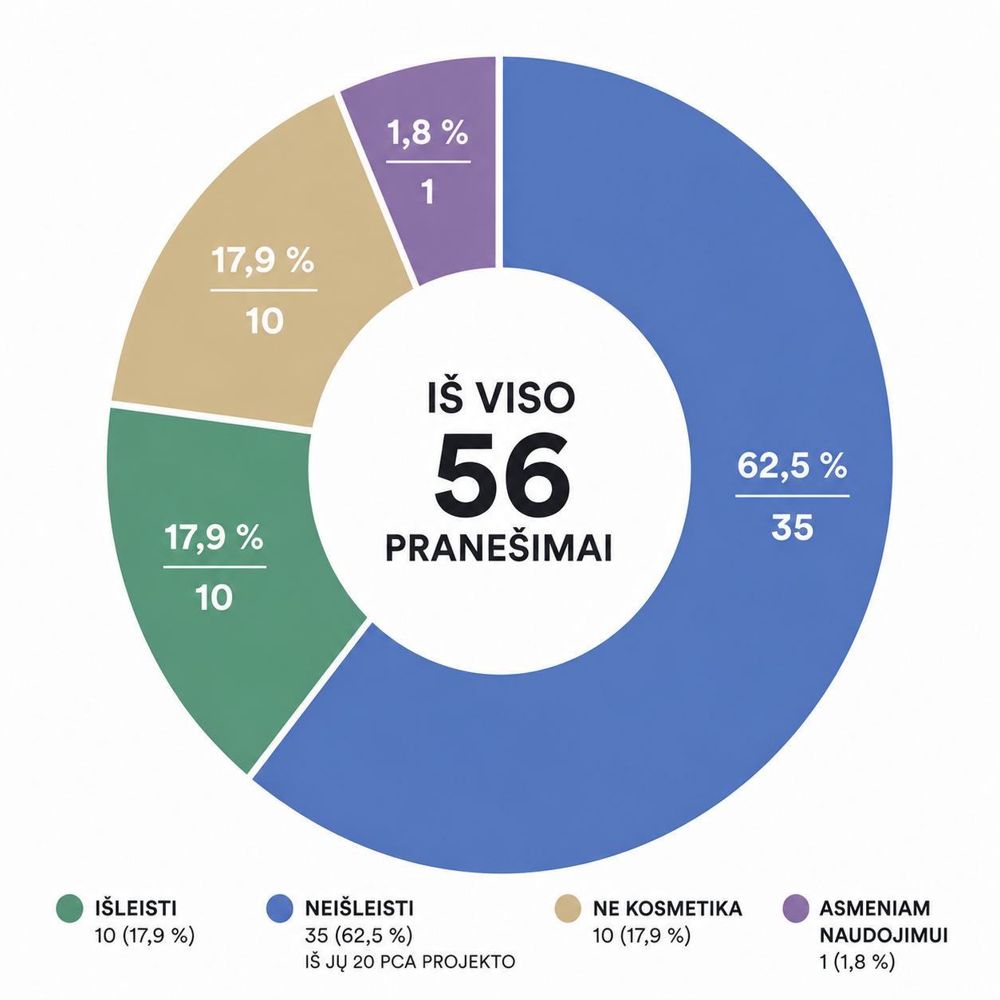 1,8 %
1
17,9 %
10
62,5 %
35
17,9 %
10
IŠ VISO
56
PRANEŠIMAI
IŠLEISTI
10 (17,9 %)
NEIŠLEISTI
35 (62,5 %)
IŠ JŲ 20 PCA PROJEKTO
NE KOSMETIKA
10 (17,9 %)
ASMENIAM
NAUDOJIMUI
1 (1,8 %)